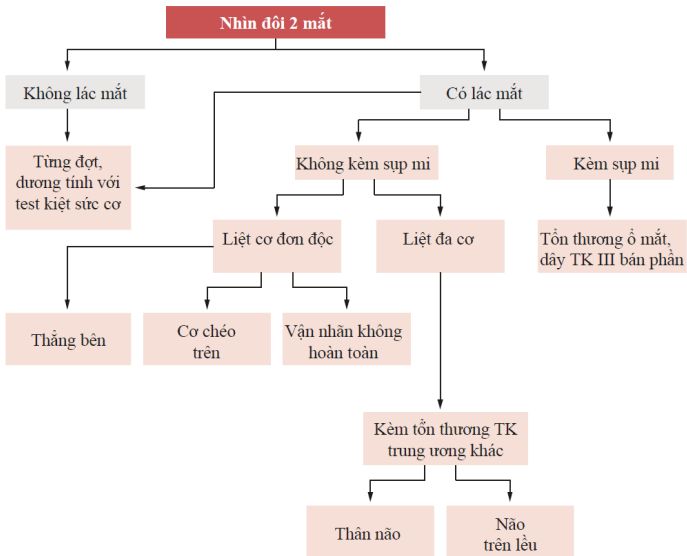 Nhìn đôi 2 mắt
Không lác mắt
Có lác mắt
Từng đợt,
dương tính với
test kiệt sức cơ
Không kèm sụp mi
Kèm sụp mi
Liệt cơ đơn độc
Liệt đa cơ
Tổn thương ổ mắt,
dây TK III bán phần
Thẳng bên
Cơ chéo
trên
Vận nhãn không
hoàn toàn
Kèm tổn thương TK
trung ương khác
Thân não
Não
trên lều